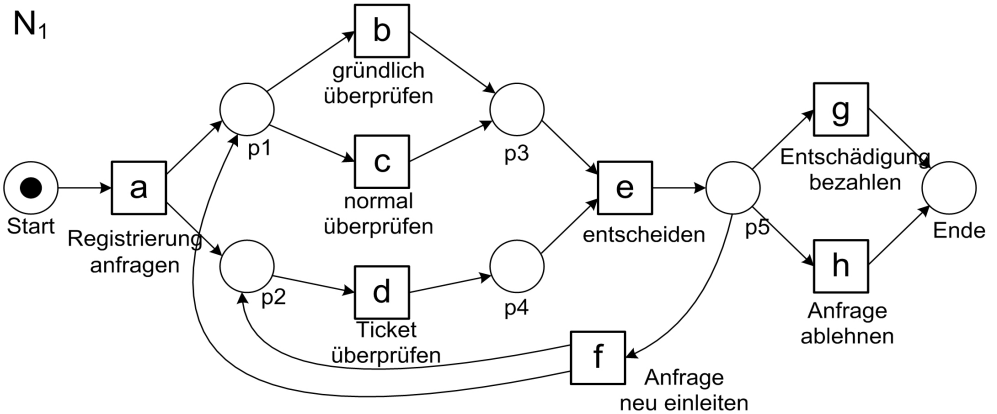 N1
b
gründlich
überprüfen
p1
c
normal
überprüfen
p3
a
Start
Registrierung
anfragen
p2
d
Ticket
überprüfen
p4
e
entscheiden
p5
g
Entschädigung
bezahlen
Ende
h
Anfrage
ablehnen
f
Anfrage
neu einleiten